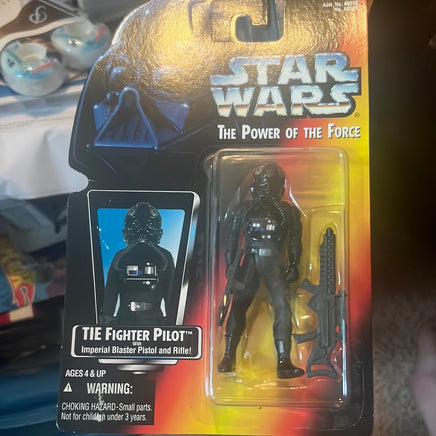 STAR
WARS®
THE POWER OF THE FORCE
TIE FIGHTER PILOT™
with
Imperial Blaster Pistol and Rifle!
AGES 4 & UP
WARNING:
CHOKING HAZARD-Small parts.
Not for children under 3 years.